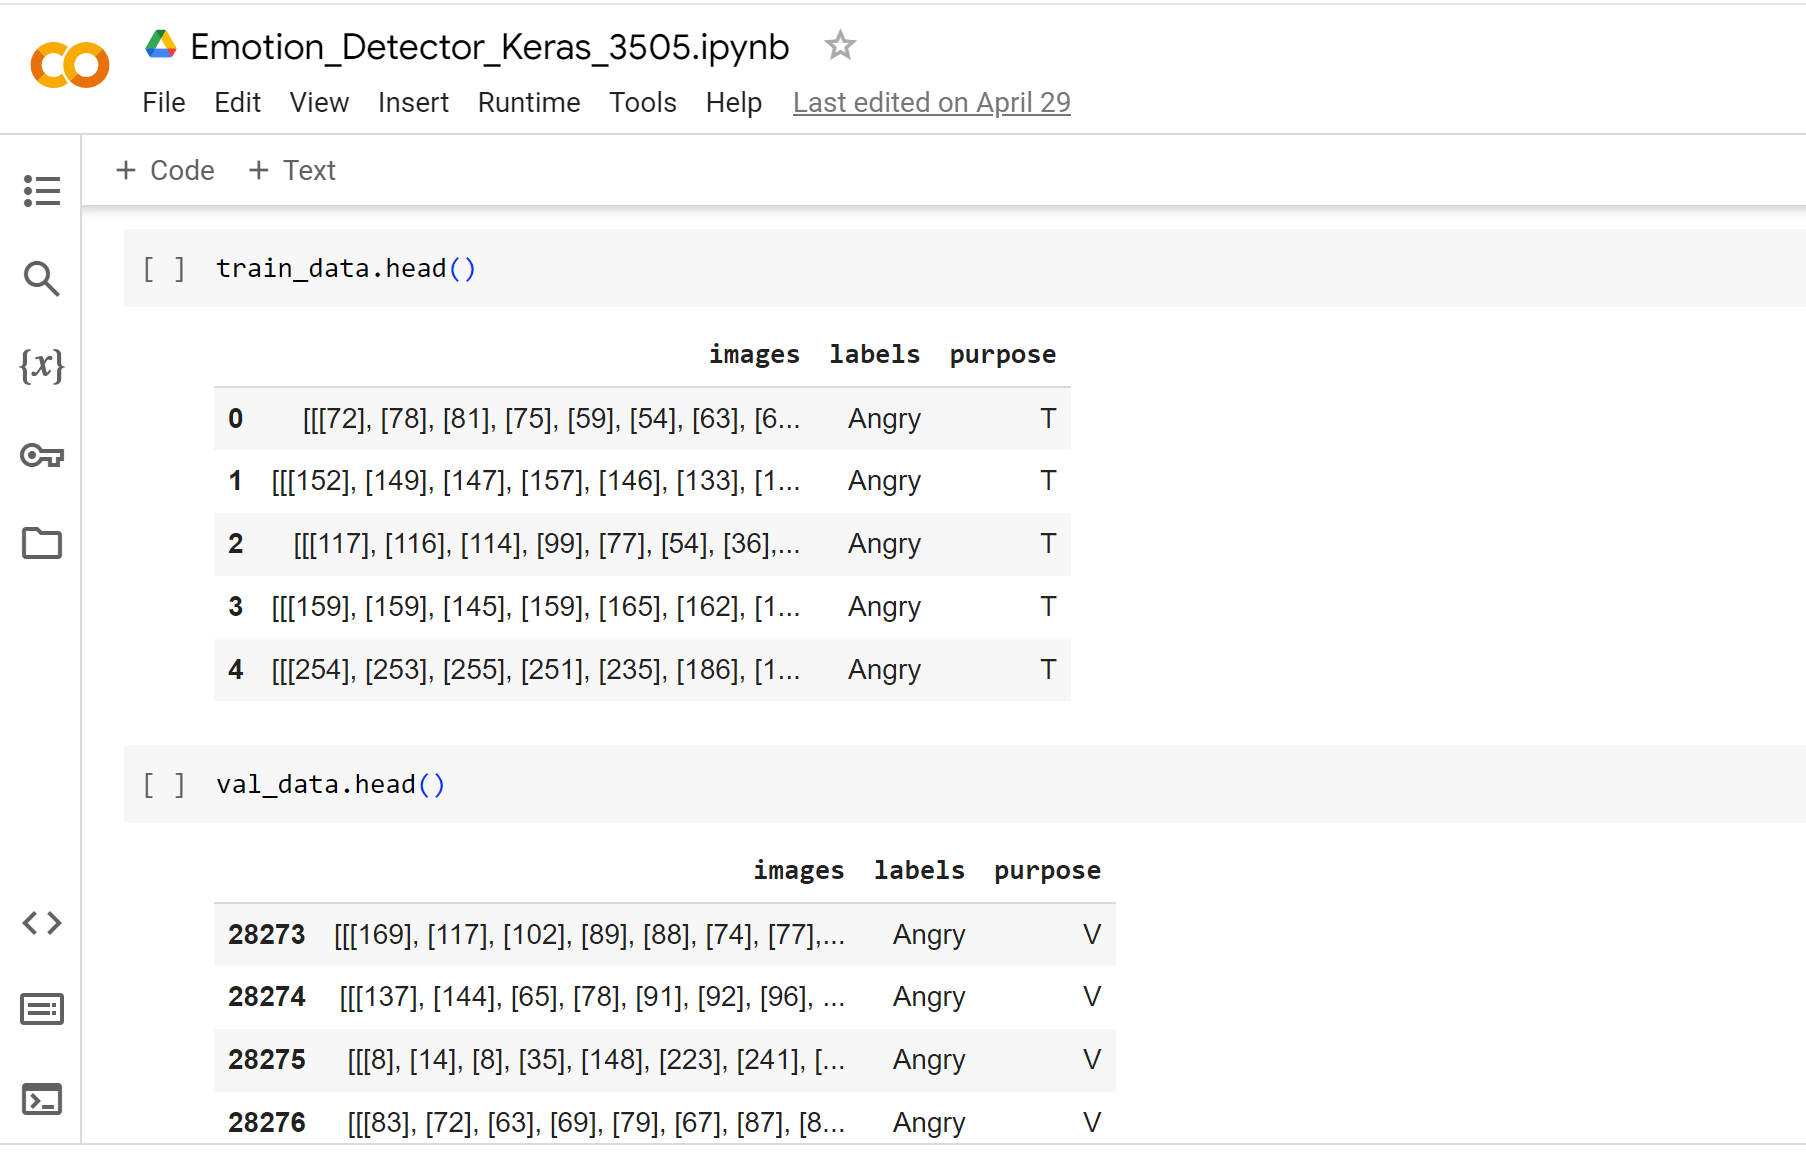 Emotion_Detector_Keras_3505.ipynb
File Edit View Insert Runtime Tools Help Last edited on April 29
+ Code + Text
{x}
[ ] train_data.head()
images labels purpose
0 [[[72], [78], [81], [75], [59], [54], [63], [6... Angry T
1 [[[152], [149], [147], [157], [146], [133], [1... Angry T
2 [[[117], [116], [114], [99], [77], [54], [36],... Angry T
3 [[[159], [159], [145], [159], [165], [162], [1... Angry T
4 [[[254], [253], [255], [251], [235], [186], [1... Angry T
[ ] val_data.head()
images labels purpose
28273 [[[169], [117], [102], [89], [88], [74], [77],... Angry V
28274 [[[137], [144], [65], [78], [91], [92], [96], ... Angry V
28275 [[[8], [14], [8], [35], [148], [223], [241], [... Angry V
28276 [[[83], [72], [63], [69], [79], [67], [87], [8... Angry V